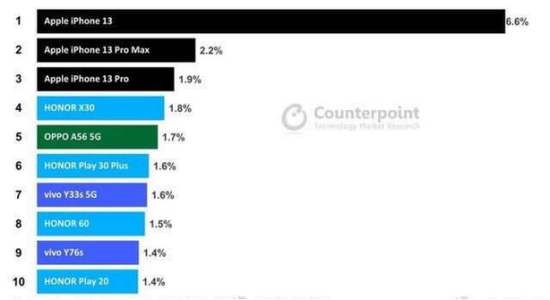 1 Apple iPhone 13 6.6%
2 Apple iPhone 13 Pro Max 2.2%
3 Apple iPhone 13 Pro 1.9%
4 HONOR X30 1.8%
Counterpoint
Technology Market Research
5 OPPO A56 5G 1.7%
6 HONOR Play 30 Plus 1.6%
7 vivo Y33s 5G 1.6%
8 HONOR 60 1.5%
9 vivo Y76s 1.4%
10 HONOR Play 20 1.4%